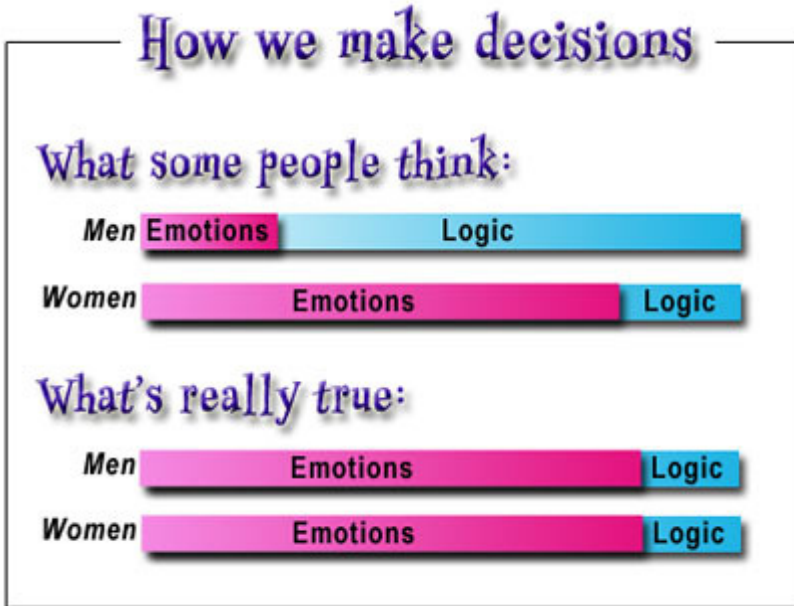 How we make decisions
What some people think:
Men Emotions Logic
Women Emotions Logic
What's really true:
Men Emotions Logic
Women Emotions Logic